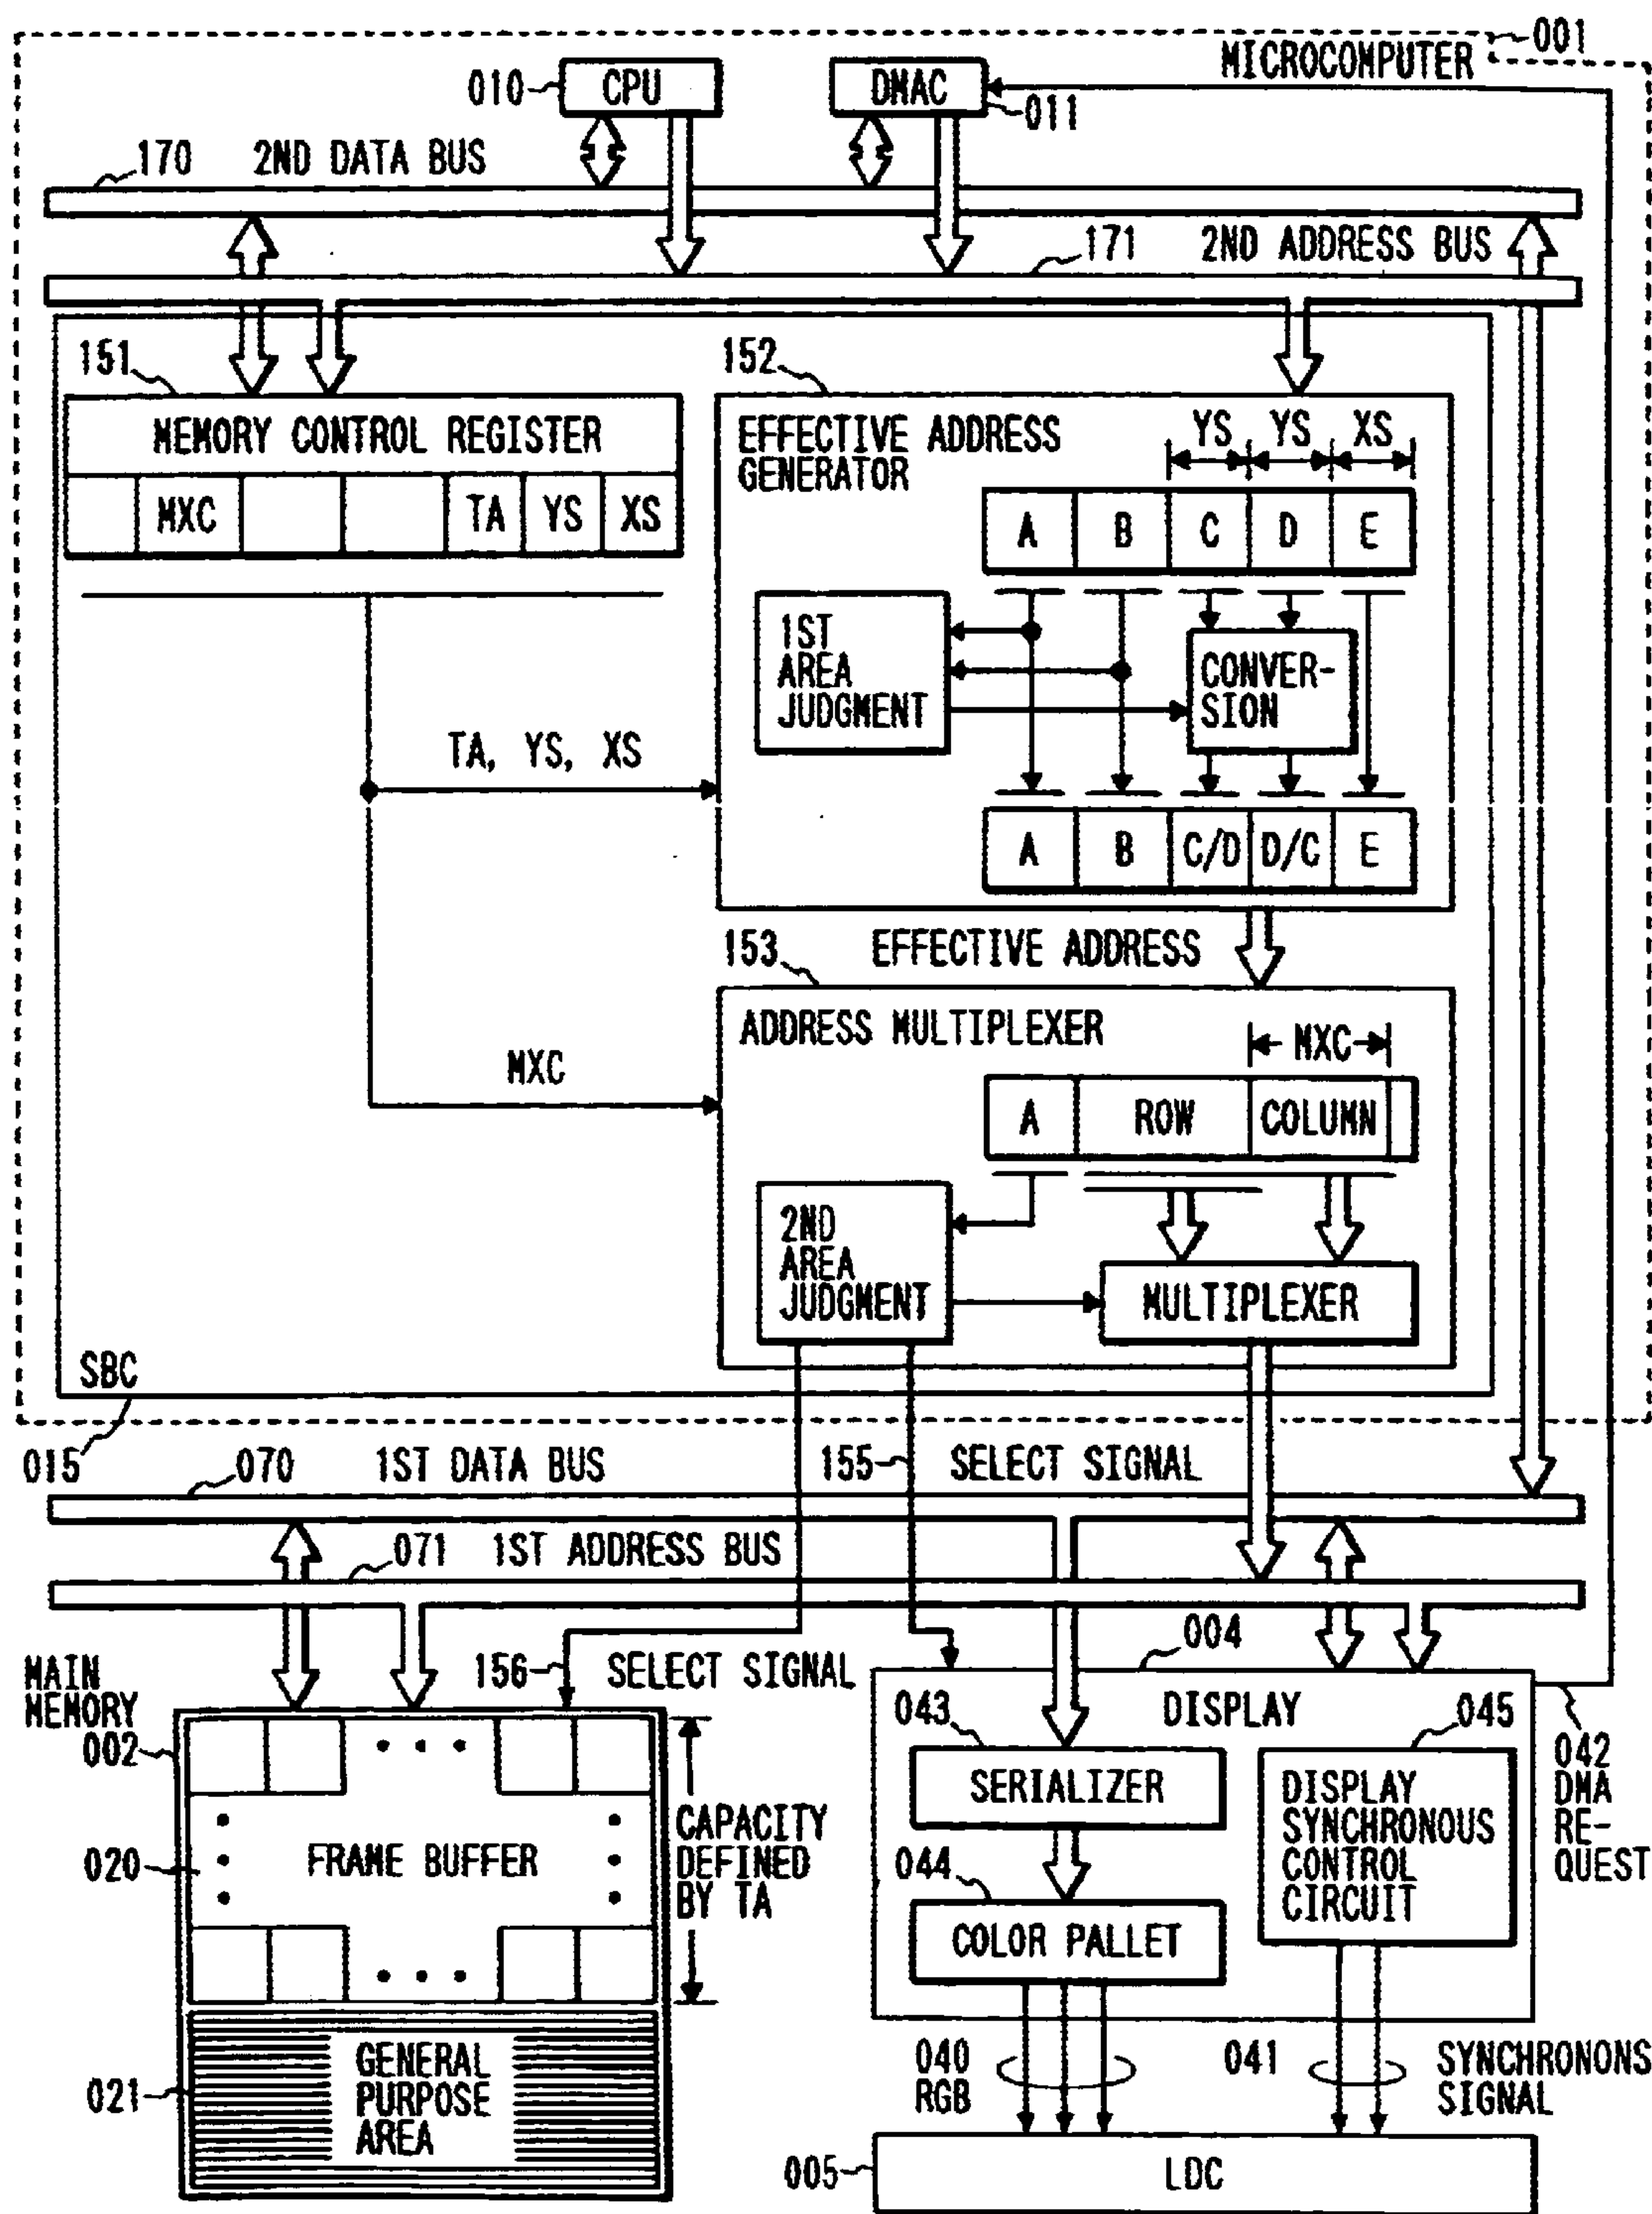 001
MICROCOMPUTER
010 CPU
DMAC
011
170 2ND DATA BUS
171 2ND ADDRESS BUS
151
MEMORY CONTROL REGISTER
MXC TA YS XS
152
EFFECTIVE ADDRESS
GENERATOR
YS YS XS
A B C D E
1ST
AREA
JUDGMENT
CONVER-
SION
TA, YS, XS
A B C/D D/C E
153 EFFECTIVE ADDRESS
ADDRESS MULTIPLEXER
MXC
MXC
A ROW COLUMN
2ND
AREA
JUDGMENT
MULTIPLEXER
SBC
015
070 1ST DATA BUS
155 SELECT SIGNAL
071 1ST ADDRESS BUS
156 SELECT SIGNAL
004
MAIN
MEMORY
002
DISPLAY
043
SERIALIZER
045
DISPLAY
SYNCHRONOUS
CONTROL
CIRCUIT
042
DMA
RE-
QUEST
020 FRAME BUFFER
CAPACITY
DEFINED
BY TA
044
COLOR PALLET
021
GENERAL
PURPOSE
AREA
040
RGB
041
SYNCHRONONS
SIGNAL
005 LDC